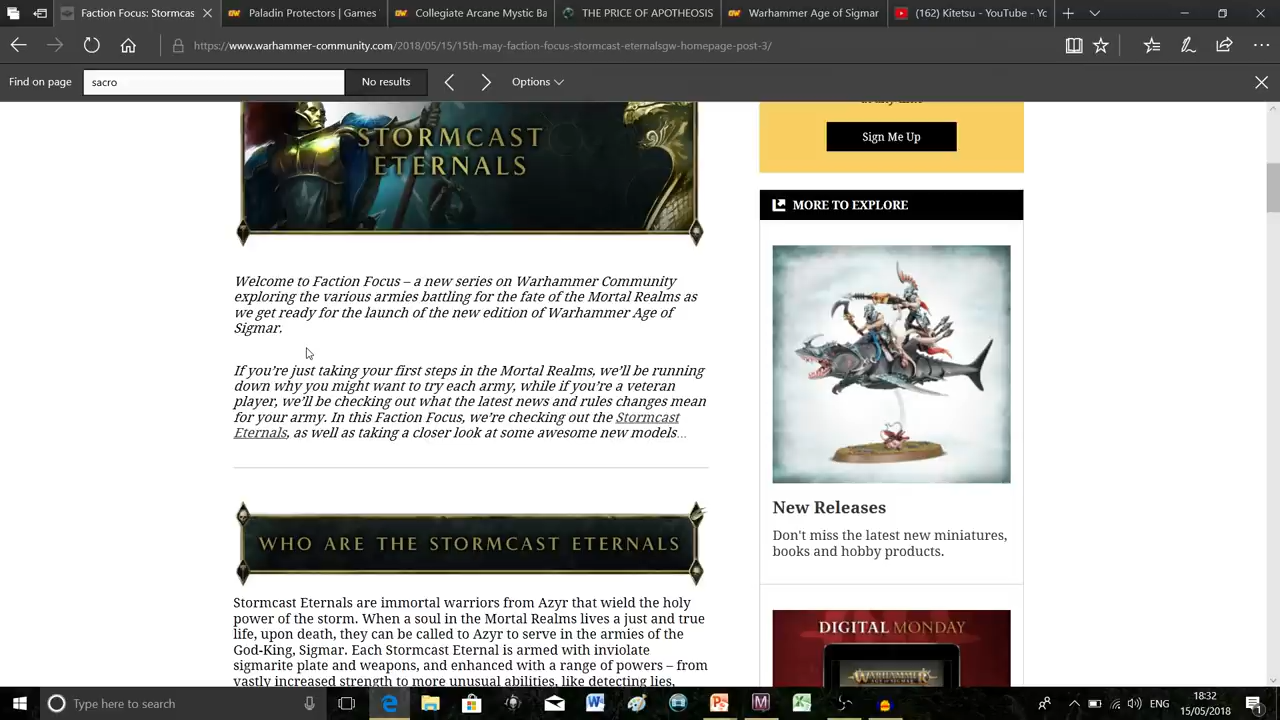 Faction Focus: Stormcas
Paladin Protectors | Games
Collegiate Arcane Mystic Ba
THE PRICE OF APOTHEOSIS
Warhammer Age of Sigmar
(162) Kitetsu - YouTube - Yo
https://www.warhammer-community.com/2018/05/15/15th-may-faction-focus-stormcast-eternalsgw-homepage-post-3/
Find on page
sacro
No results
Options
STORMCAST
ETERNALS
Welcome to Faction Focus – a new series on Warhammer Community
exploring the various armies battling for the fate of the Mortal Realms as
we get ready for the launch of the new edition of Warhammer Age of
Sigmar.
If you’re just taking your first steps in the Mortal Realms, we’ll be running
down why you might want to try each army, while if you’re a veteran
player, we’ll be checking out what the latest news and rules changes mean
for your army. In this Faction Focus, we’re checking out the Stormcast
Eternals, as well as taking a closer look at some awesome new models…
WHO ARE THE STORMCAST ETERNALS
Stormcast Eternals are immortal warriors from Azyr that wield the holy
power of the storm. When a soul in the Mortal Realms lives a just and true
life, upon death, they can be called to Azyr to serve in the armies of the
God-King, Sigmar. Each Stormcast Eternal is armed with inviolate
sigmarite plate and weapons, and enhanced with a range of powers – from
vastly increased strength to more unusual abilities, like detecting lies,
Sign Me Up
MORE TO EXPLORE
New Releases
Don't miss the latest new miniatures,
books and hobby products.
DIGITAL MONDAY
WARHAMMER
Type here to search
ENG
18:32
15/05/2018
1